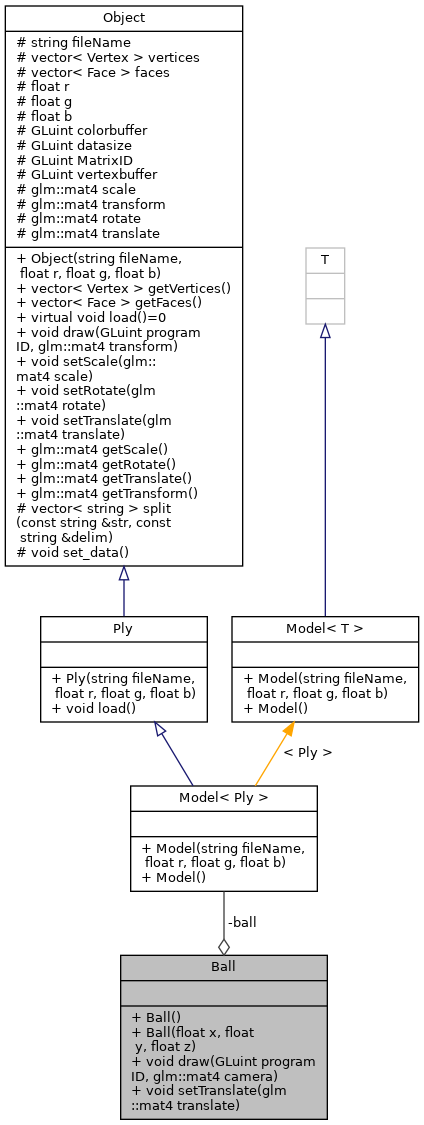 Object
# string fileName
# vector< Vertex > vertices
# vector< Face > faces
# float r
# float g
# float b
# GLuint colorbuffer
# GLuint datasize
# GLuint MatrixID
# GLuint vertexbuffer
# glm::mat4 scale
# glm::mat4 transform
# glm::mat4 rotate
# glm::mat4 translate
+ Object(string fileName,
float r, float g, float b)
+ vector< Vertex > getVertices()
+ vector< Face > getFaces()
+ virtual void load()=0
+ void draw(GLuint program
ID, glm::mat4 transform)
+ void setScale(glm::
mat4 scale)
+ void setRotate(glm
::mat4 rotate)
+ void setTranslate(glm
::mat4 translate)
+ glm::mat4 getScale()
+ glm::mat4 getRotate()
+ glm::mat4 getTranslate()
+ glm::mat4 getTransform()
# vector< string > split
(const string &str, const
string &delim)
# void set_data()
T
Ply
+ Ply(string fileName,
float r, float g, float b)
+ void load()
Model< T >
+ Model(string fileName,
float r, float g, float b)
+ Model()
< Ply >
Model< Ply >
+ Model(string fileName,
float r, float g, float b)
+ Model()
-ball
Ball
+ Ball()
+ Ball(float x, float
y, float z)
+ void draw(GLuint program
ID, glm::mat4 camera)
+ void setTranslate(glm
::mat4 translate)